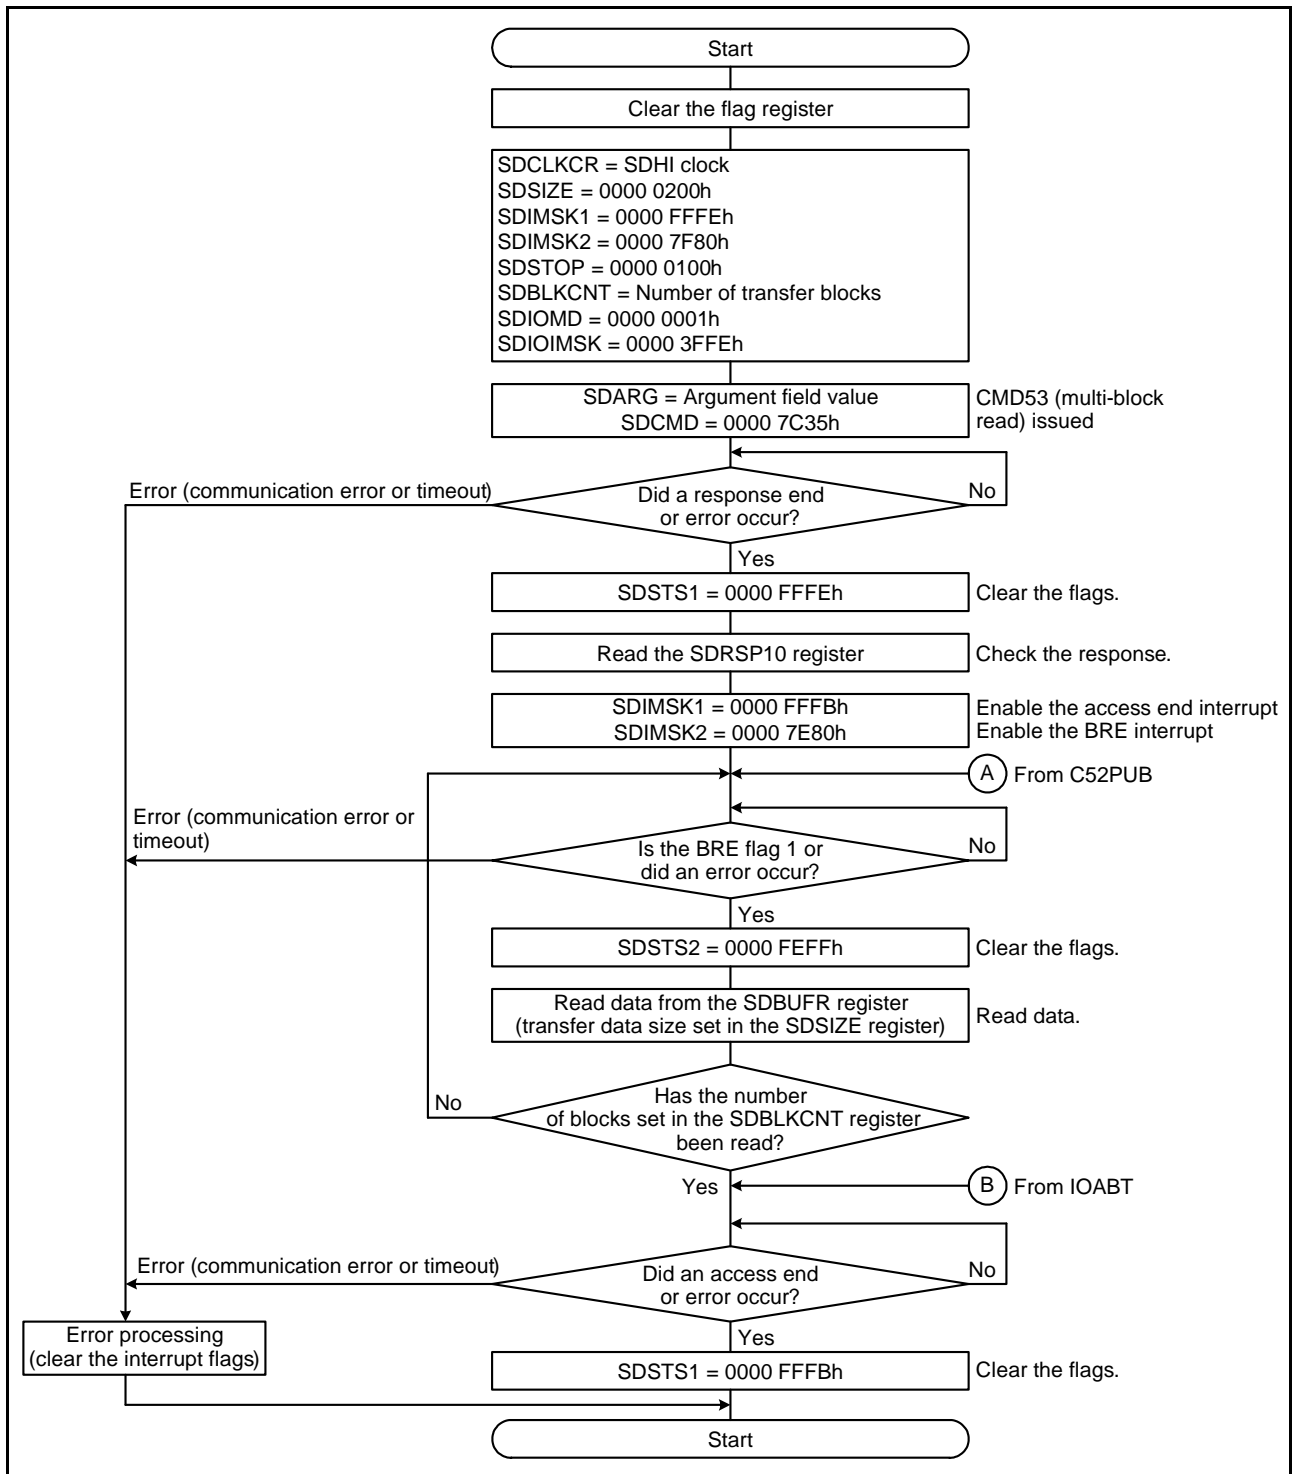 Start
Clear the flag register
SDCLKCR = SDHI clock
SDSIZE = 0000 0200h
SDIMSK1 = 0000 FFFEh
SDIMSK2 = 0000 7F80h
SDSTOP = 0000 0100h
SDBLKCNT = Number of transfer blocks
SDIOMD = 0000 0001h
SDIOIMSK = 0000 3FFEh
SDARG = Argument field value
SDCMD = 0000 7C35h
CMD53 (multi-block
read) issued
Error (communication error or timeout)
Did a response end
or error occur?
No
Yes
SDSTS1 = 0000 FFFEh
Clear the flags.
Read the SDRSP10 register
Check the response.
SDIMSK1 = 0000 FFFBh
SDIMSK2 = 0000 7E80h
Enable the access end interrupt
Enable the BRE interrupt
A
From C52PUB
Error (communication error or
timeout)
Is the BRE flag 1 or
did an error occur?
No
Yes
SDSTS2 = 0000 FEFFh
Clear the flags.
Read data from the SDBUFR register
(transfer data size set in the SDSIZE register)
Read data.
Has the number
of blocks set in the SDBLKCNT register
been read?
No
Yes
B
From IOABT
Error (communication error or timeout)
Did an access end
or error occur?
No
Yes
Error processing
(clear the interrupt flags)
SDSTS1 = 0000 FFFBh
Clear the flags.
Start